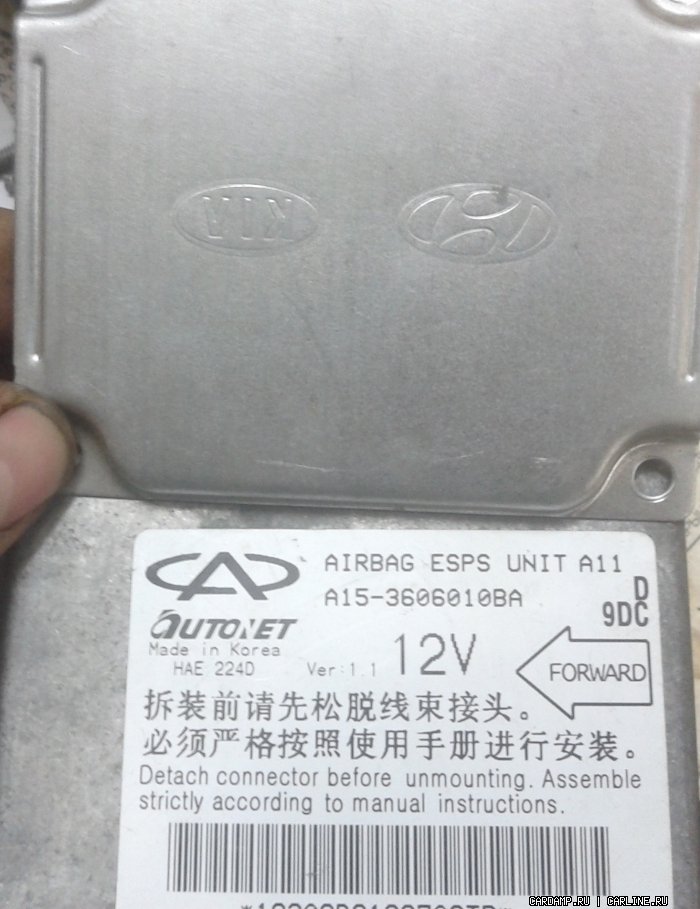 KIA
AIRBAG ESPS UNIT A11
A15-3606010BA
D
9DC
AUTONET
Made in Korea
HAE 224D
Ver:1.1
12V
FORWARD
拆装前请先松脱线束接头。
必须严格按照使用手册进行安装。
Detach connector before unmounting. Assemble
strictly according to manual instructions.
CARDAMP.RU | CARLINE.RU